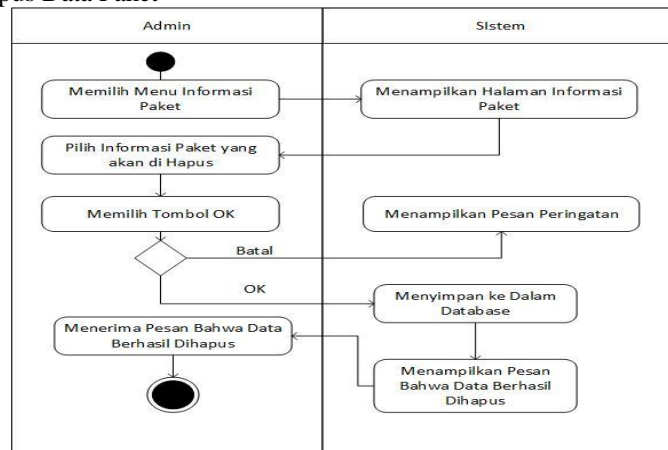 Data Paket
Admin
SIstem
Memilih Menu Informasi
Paket
Menampilkan Halaman Informasi
Paket
Pilih Informasi Paket yang
akan di Hapus
Memilih Tombol OK
Menampilkan Pesan Peringatan
Batal
OK
Menyimpan ke Dalam
Database
Menerima Pesan Bahwa Data
Berhasil Dihapus
Menampilkan Pesan
Bahwa Data Berhasil
Dihapus